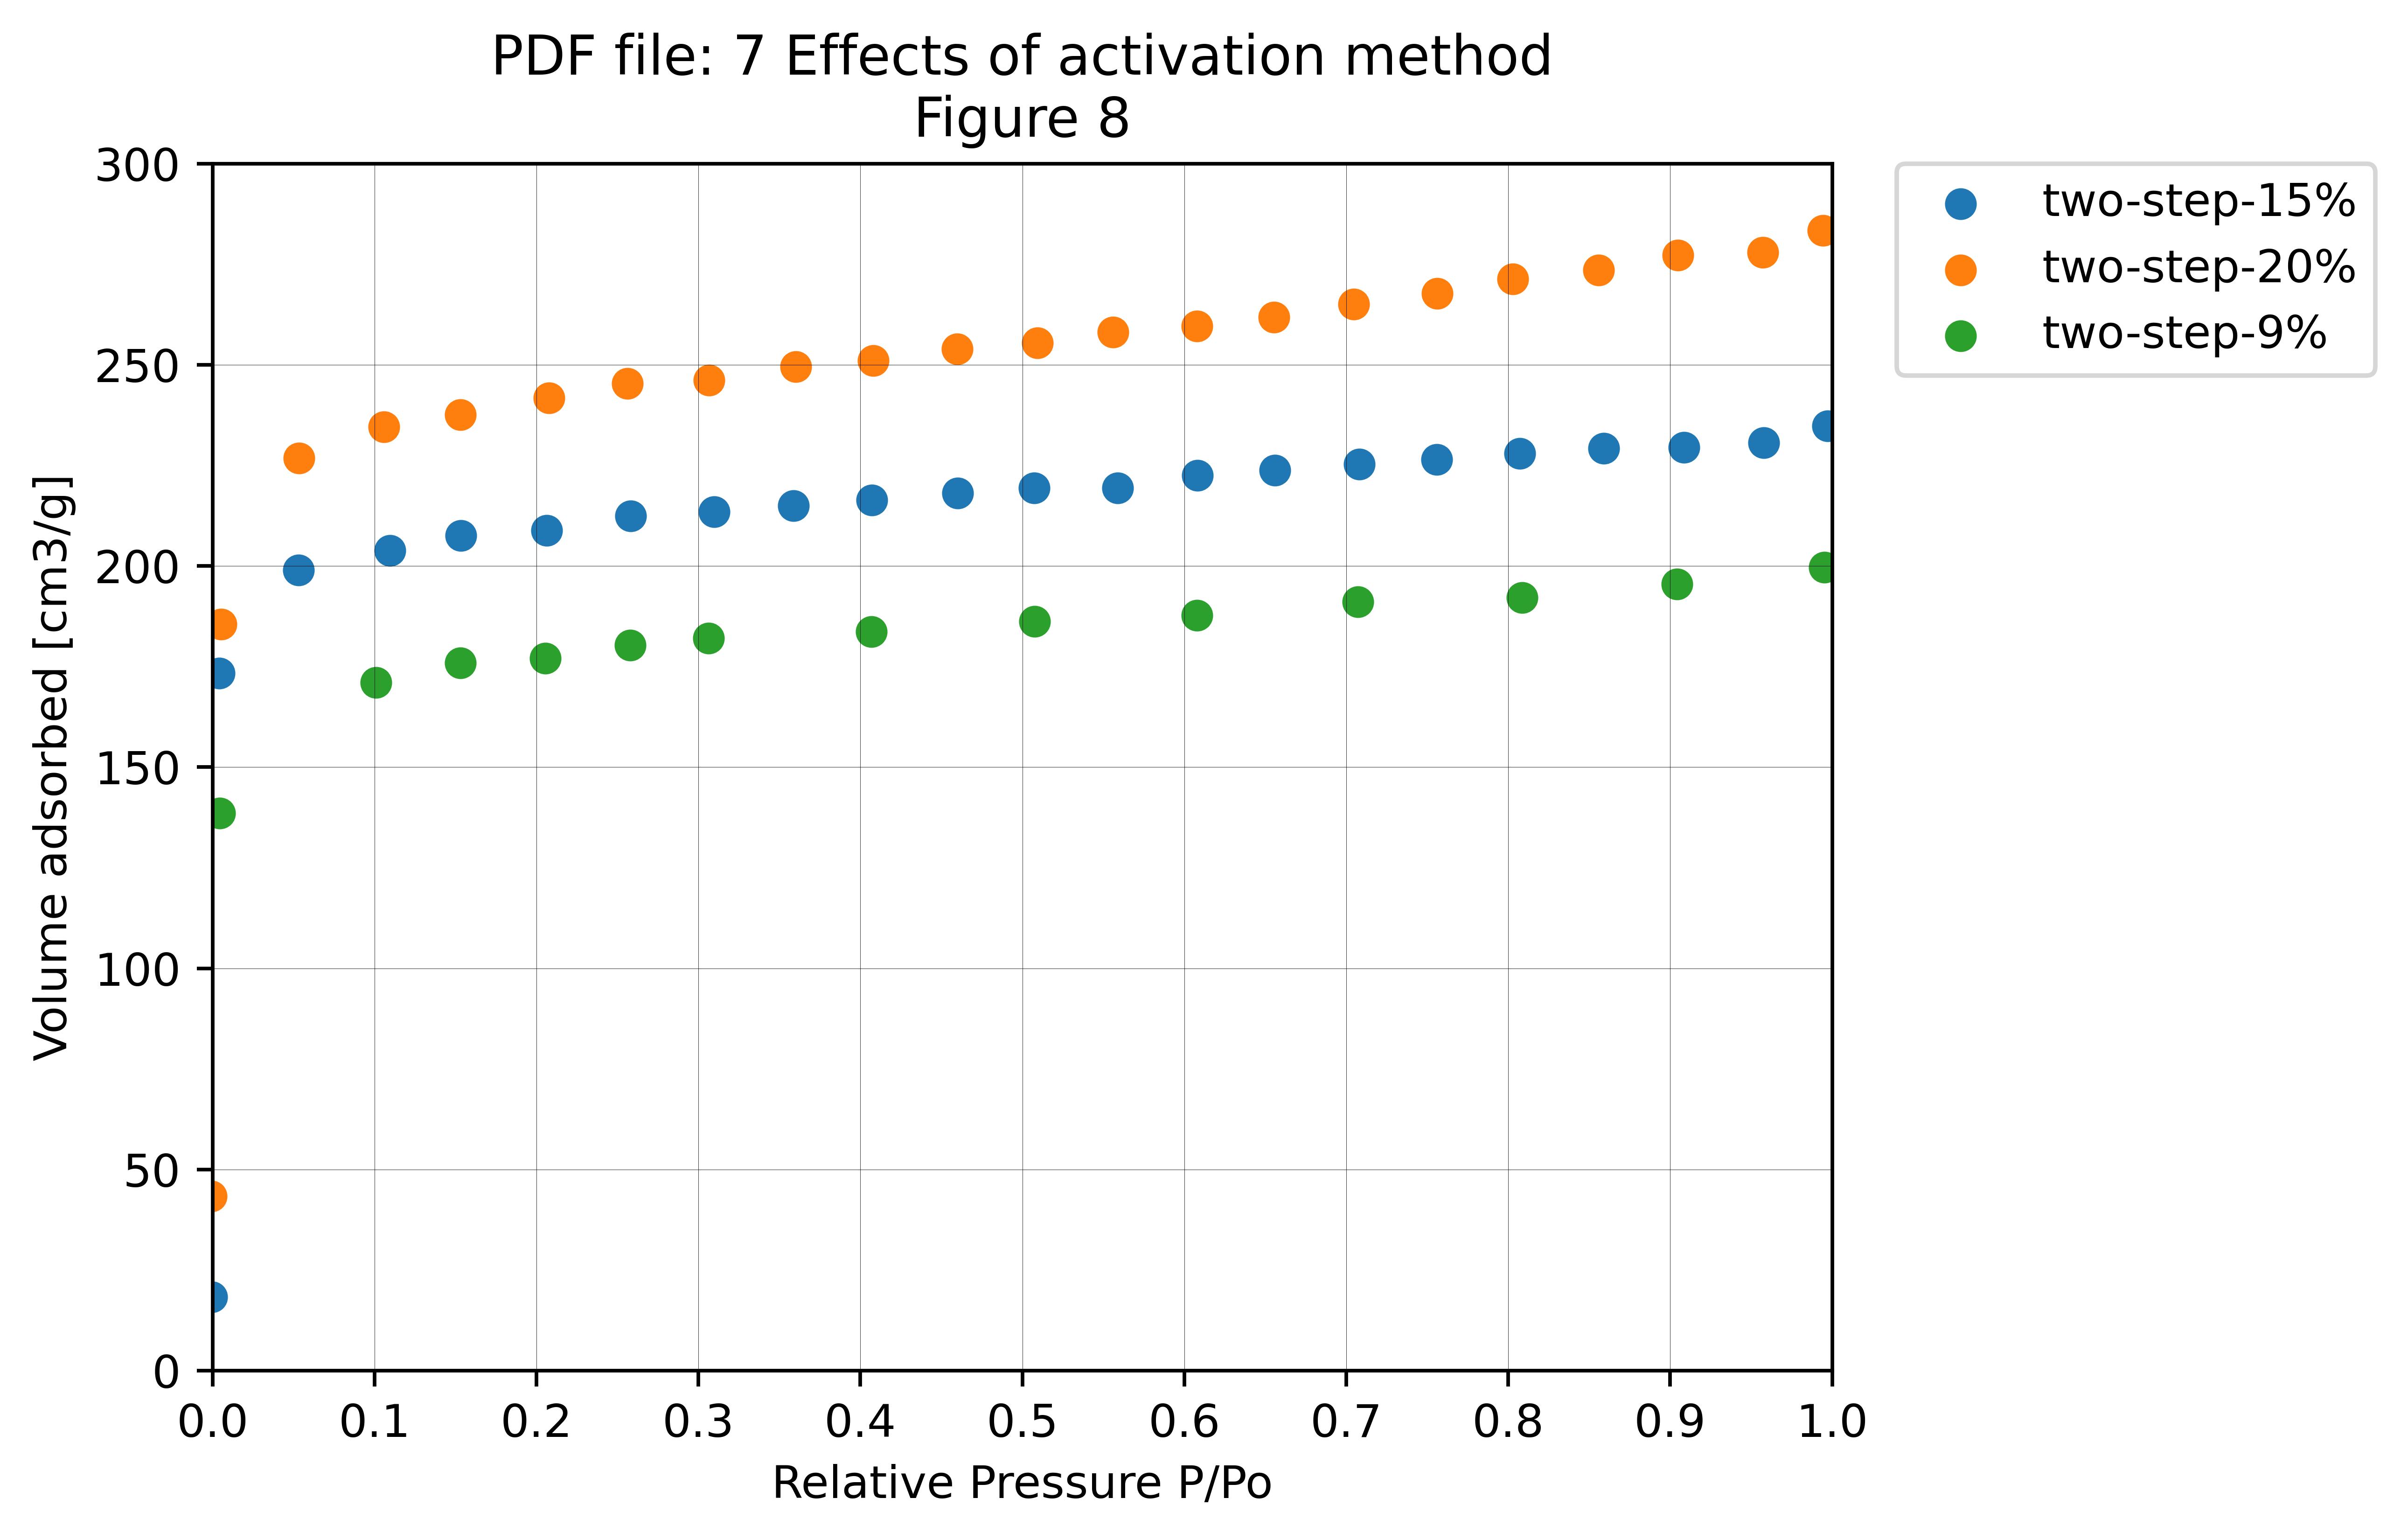 PDF file: 7 Effects of activation method
Figure 8
300
250
200
150
100
50
0
Volume adsorbed [cm3/g]
0.0 0.1 0.2 0.3 0.4 0.5 0.6 0.7 0.8 0.9 1.0
Relative Pressure P/Po
two-step-15%
two-step-20%
two-step-9%